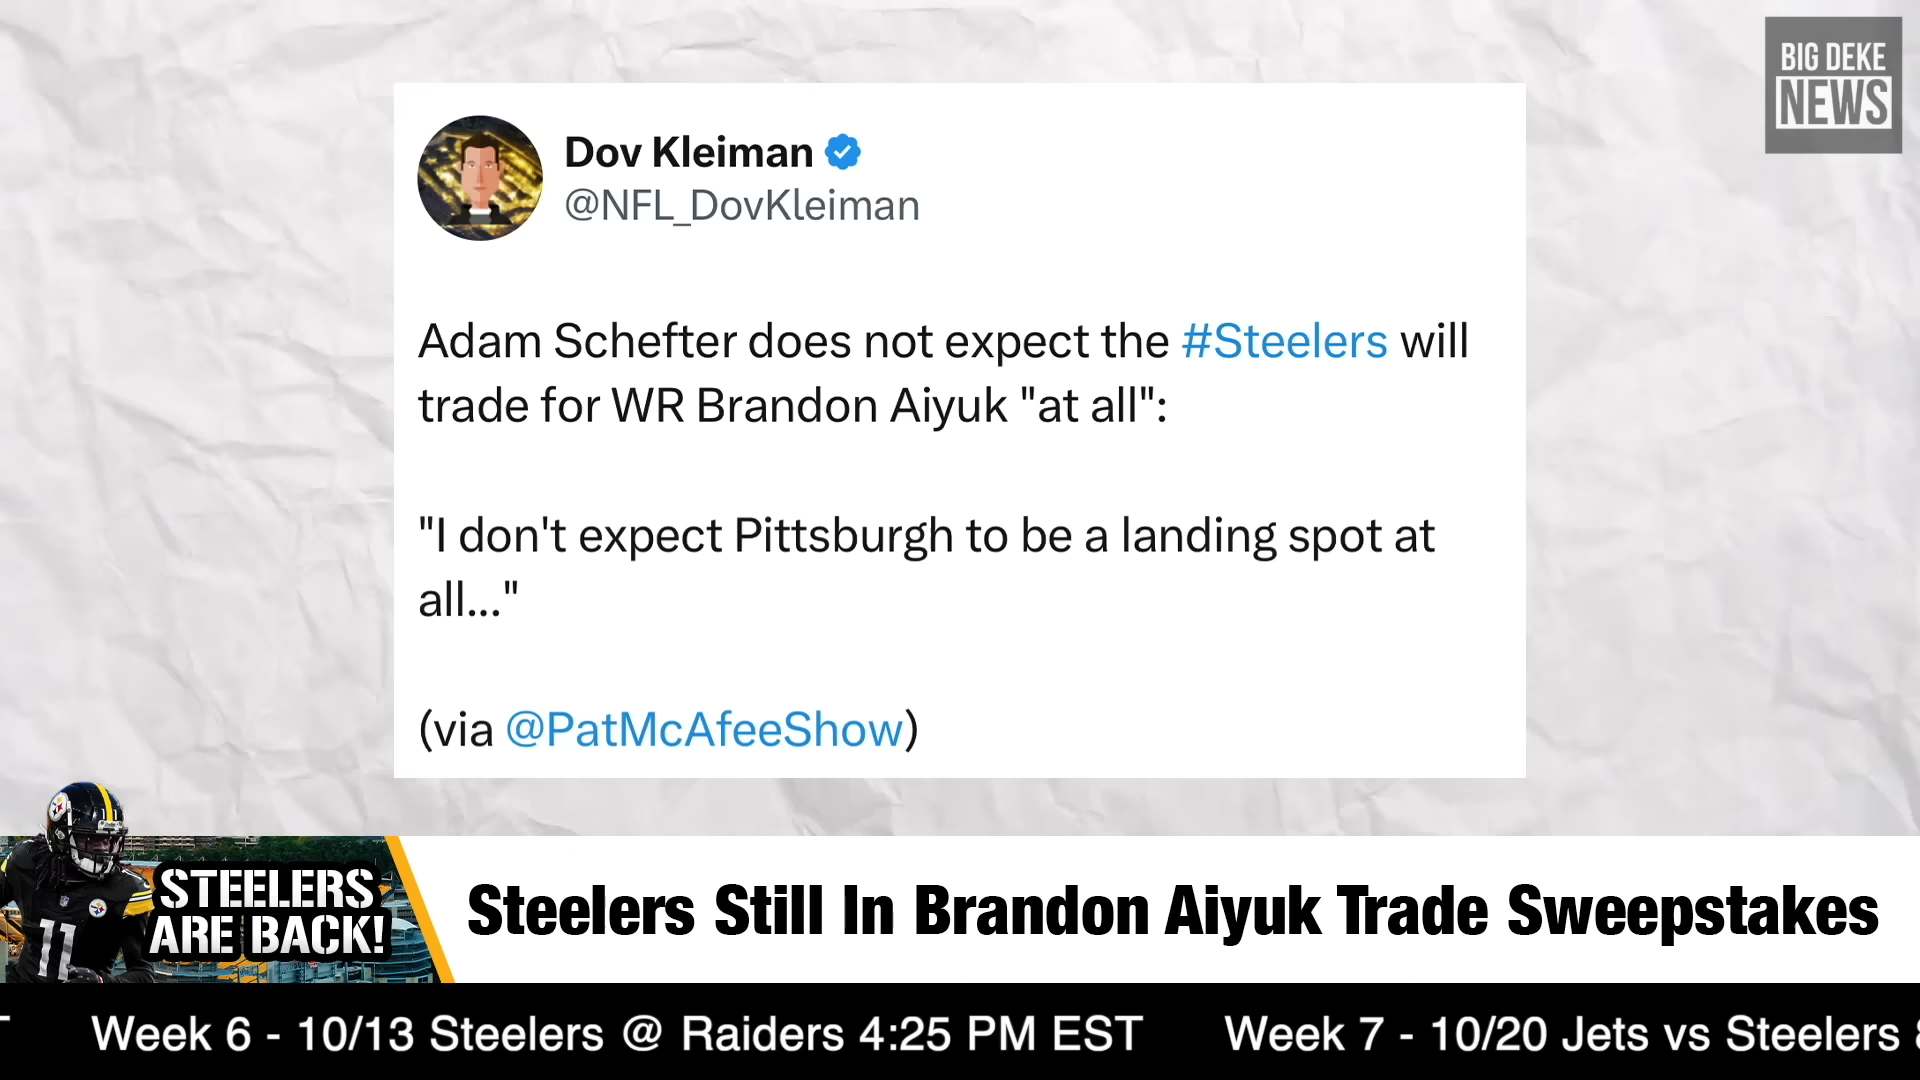 BIG DEKE
NEWS
Dov Kleiman
@NFL_DovKleiman
Adam Schefter does not expect the #Steelers will
trade for WR Brandon Aiyuk "at all":
"I don't expect Pittsburgh to be a landing spot at
all..."
(via @PatMcAfeeShow)
STEELERS
ARE BACK!
11
Steelers Still In Brandon Aiyuk Trade Sweepstakes
Week 6 - 10/13 Steelers @ Raiders 4:25 PM EST Week 7 - 10/20 Jets vs Steelers